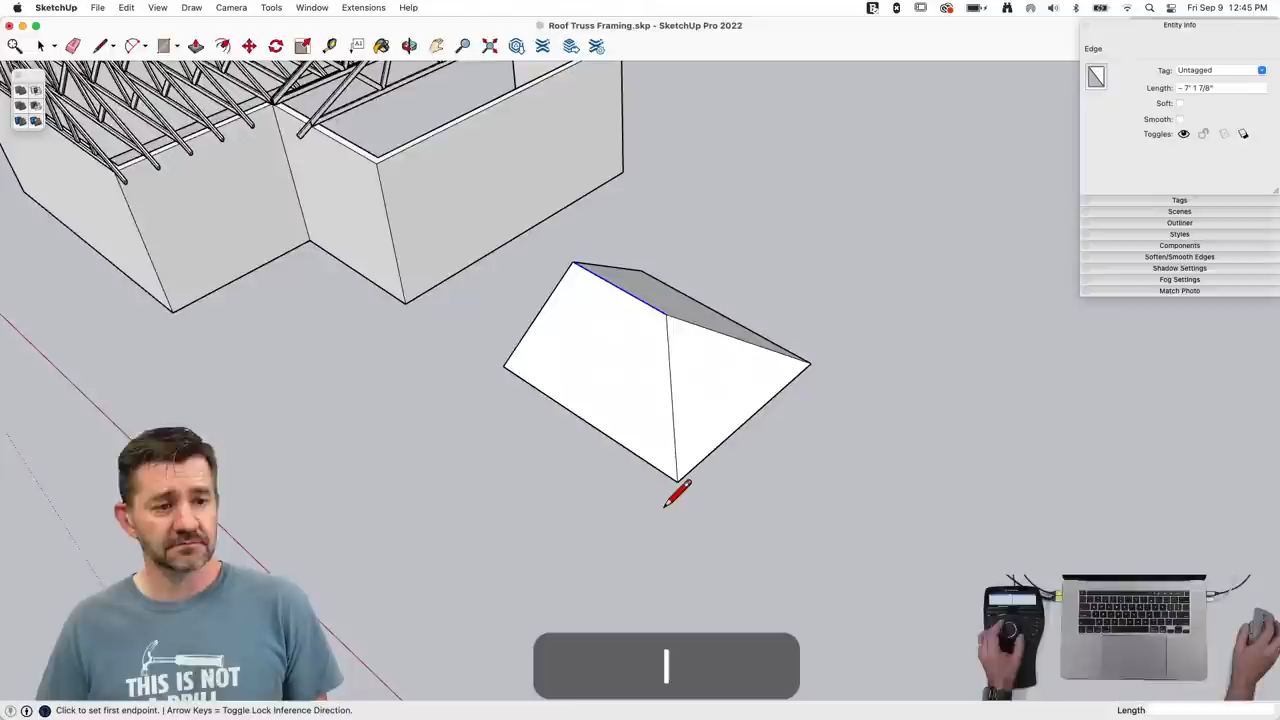 SketchUp File Edit View Draw Camera Tools Window Extensions Help
Fri Sep 9 12:45 PM
Roof Truss Framing.skp - SketchUp Pro 2022
Entity Info
Edge
Tag: Untagged
Length: ~ 7' 1 7/8"
Soft:
Smooth:
Toggles:
Tags
Scenes
Outliner
Styles
Components
Soften/Smooth Edges
Shadow Settings
Fog Settings
Match Photo
THIS IS NOT
A DRILL
Click to set first endpoint. | Arrow Keys = Toggle Lock Inference Direction.
Length